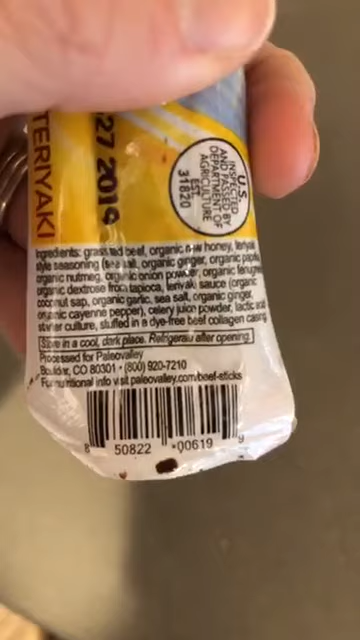 TERIYAKI
27 2019
U.S.
INSPECTED
AND PASSED BY
DEPARTMENT OF
AGRICULTURE
EST
31820
Ingredients: grass fed beef, organic raw honey, teriyaki
style seasoning (sea salt, organic ginger, organic paprika
organic nutmeg, organic onion powder, organic fenugreek
organic dextrose from tapioca, teriyaki sauce (organic
coconut sap, organic garlic, sea salt, organic ginger,
organic cayenne pepper), celery juice powder, lactic acid
starter culture, stuffed in a dye-free beef collagen casing
Store in a cool, dark place. Refrigerate after opening.
Processed for Paleovalley
Boulder, CO 80301 • (800) 920-7210
For nutritional info visit paleovalley.com/beef-sticks
8 50822 00619 9